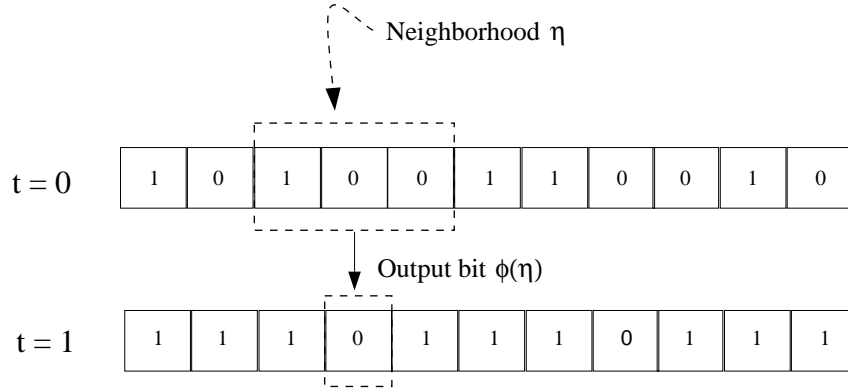 Neighborhood η
t = 0 1 0 1 0 0 1 1 0 0 1 0
Output bit ϕ(η)
t = 1 1 1 1 0 1 1 1 0 1 1 1